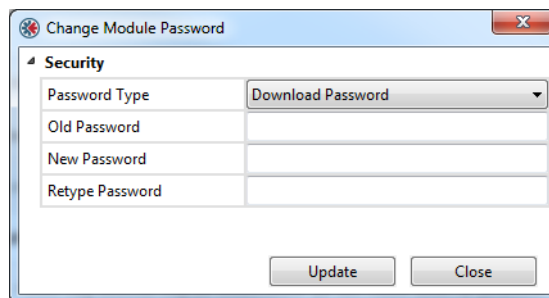 Change Module Password
Security
Password Type Download Password
Old Password
New Password
Retype Password
Update Close